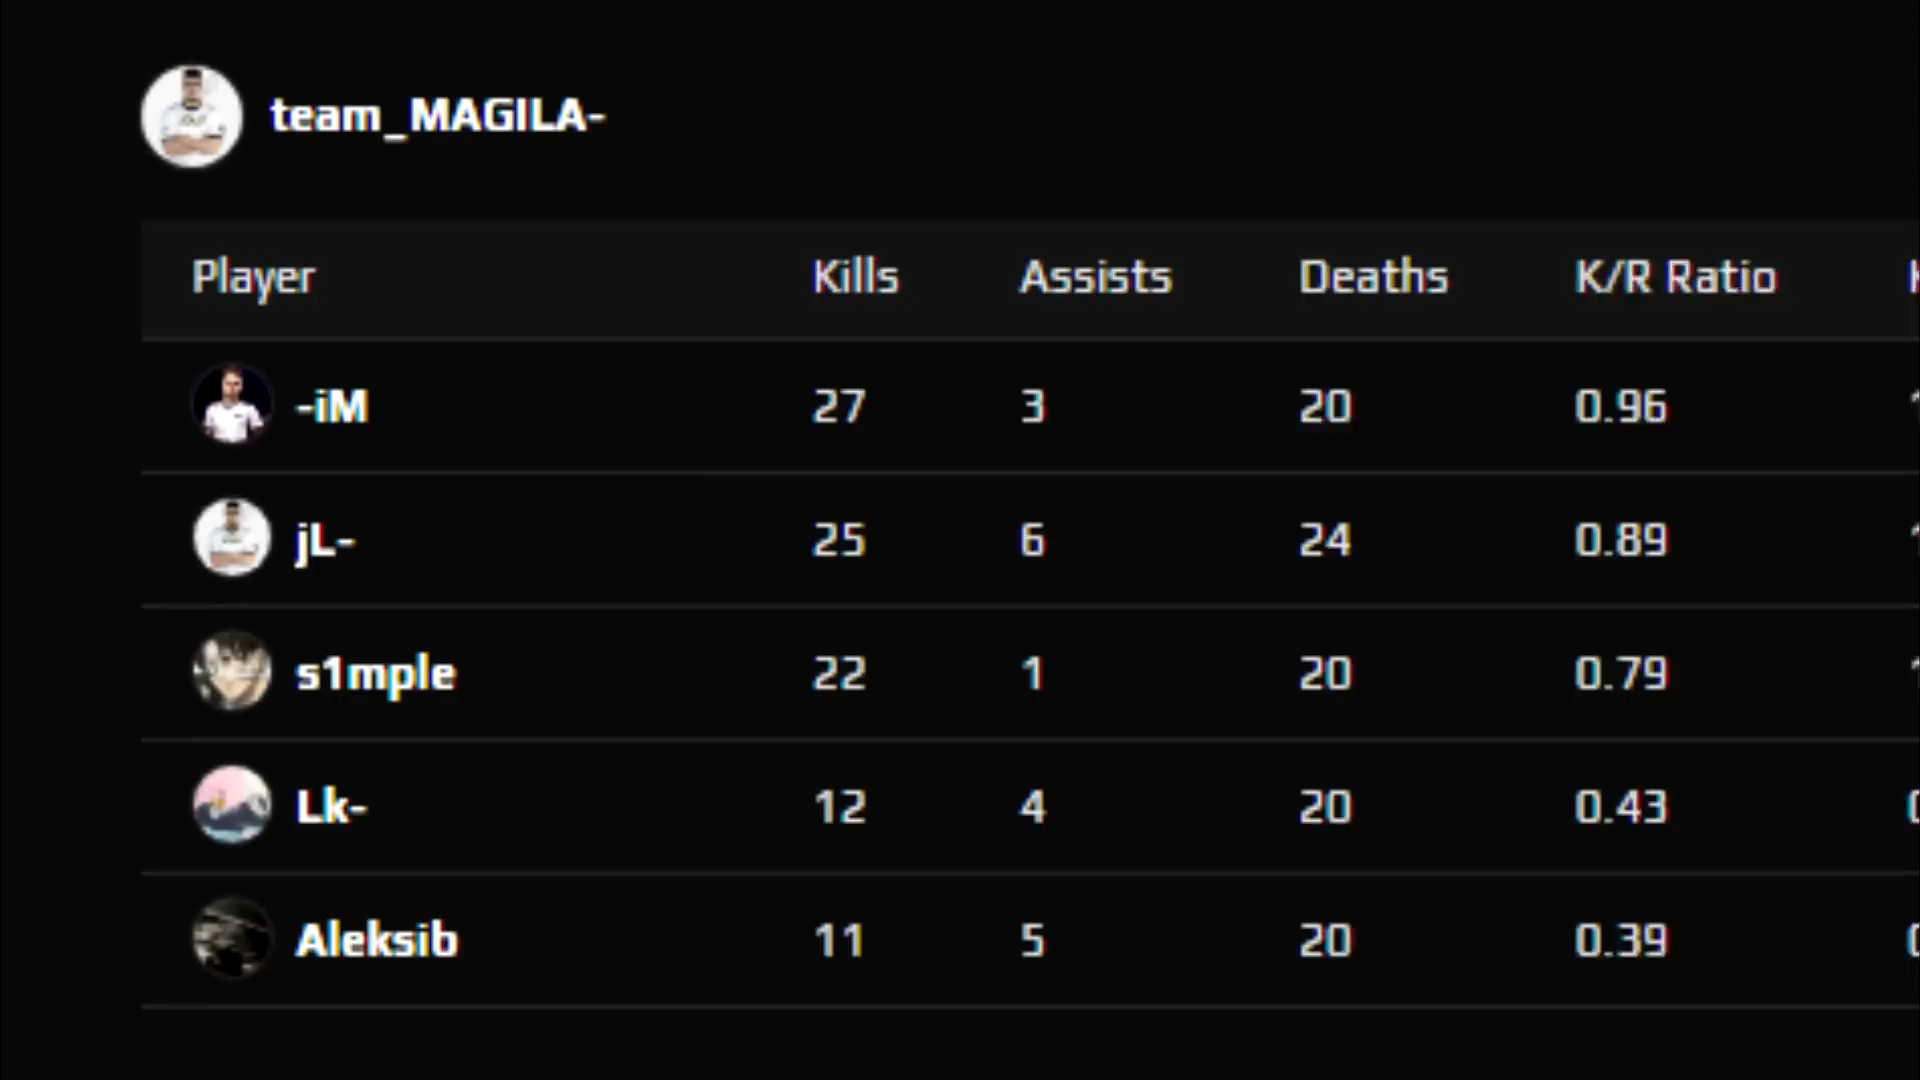 team_MAGILA-
Player Kills Assists Deaths K/R Ratio
-iM 27 3 20 0.96
jL- 25 6 24 0.89
s1mple 22 1 20 0.79
Lk- 12 4 20 0.43
Aleksib 11 5 20 0.39